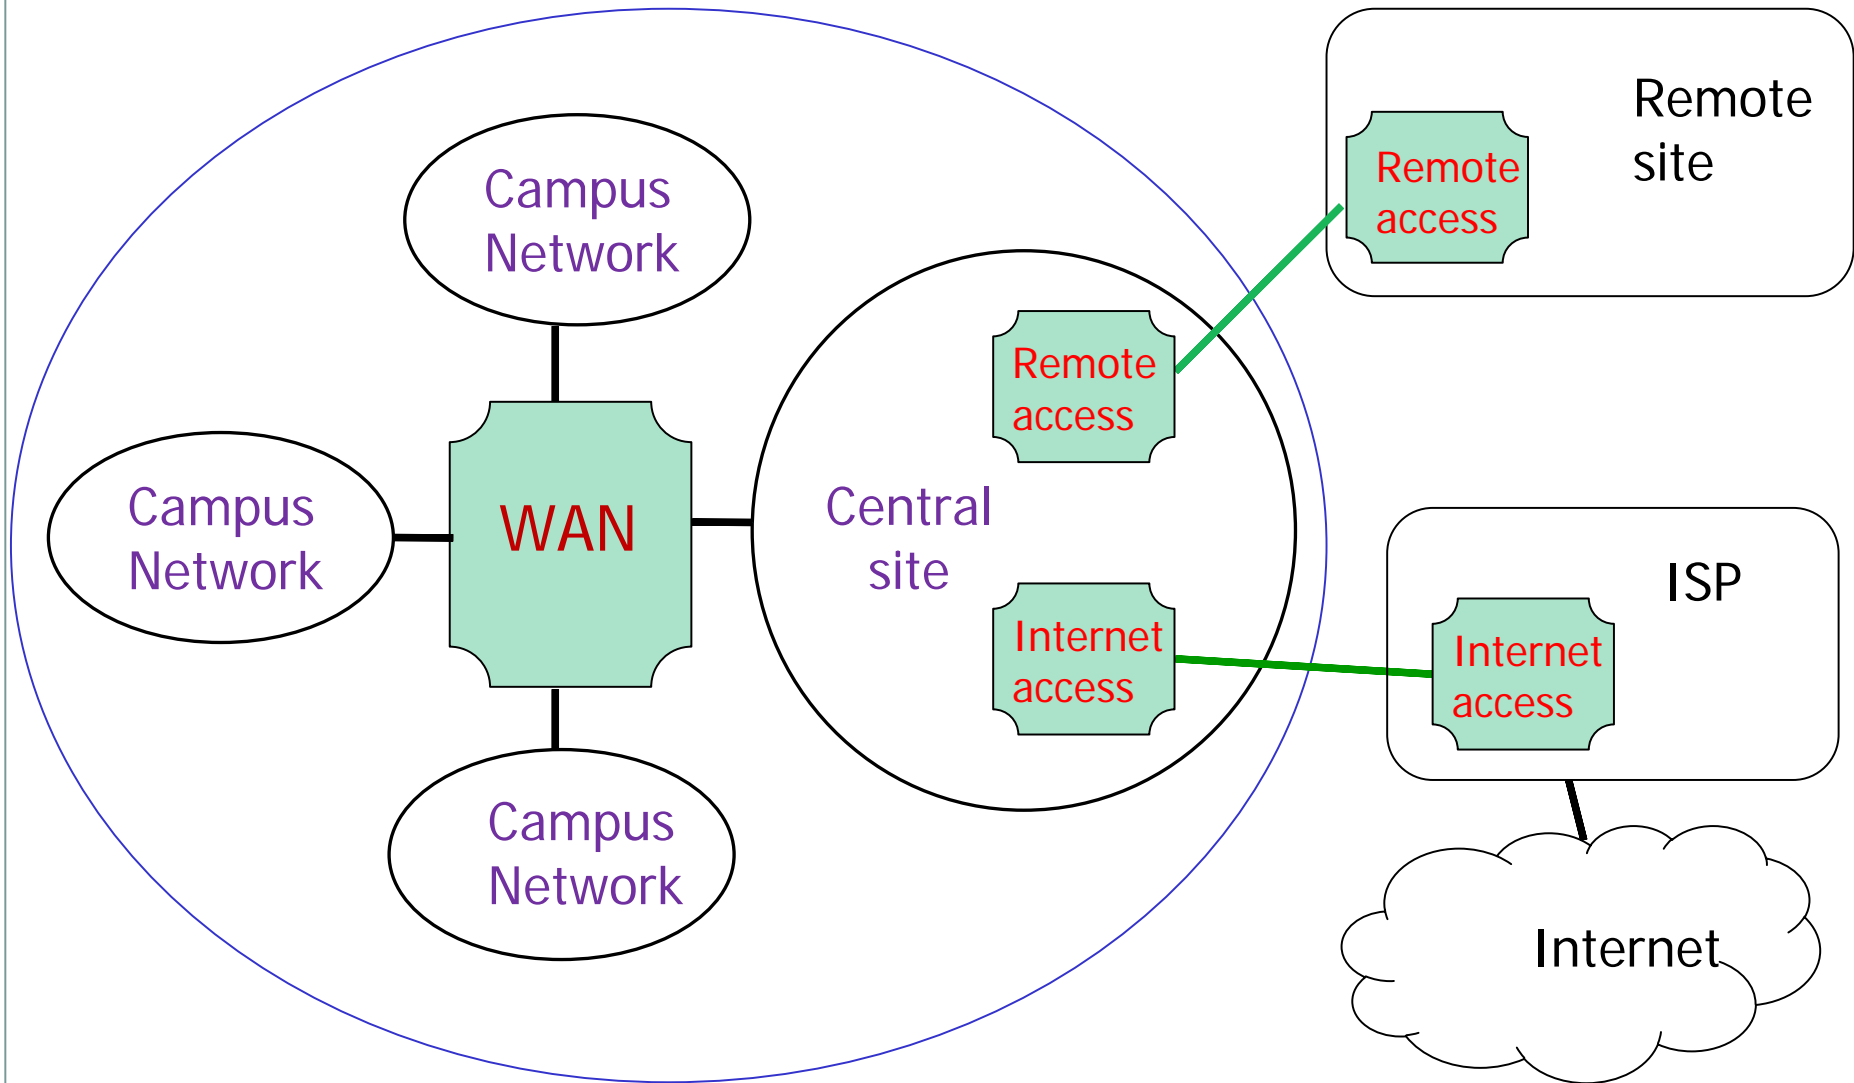 Remote
site
Remote
access
Campus
Network
Remote
access
Campus
Network
WAN
Central
site
ISP
Internet
access
Internet
access
Campus
Network
Internet